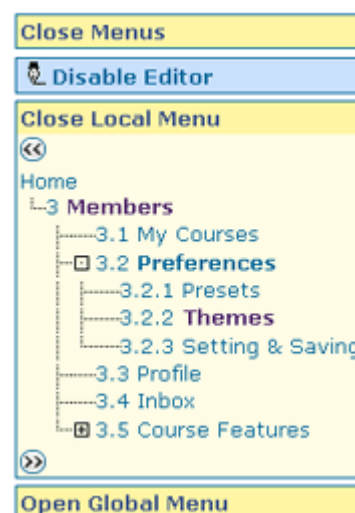 Close Menus
Disable Editor
Close Local Menu
Home
3 Members
3.1 My Courses
3.2 Preferences
3.2.1 Presets
3.2.2 Themes
3.2.3 Setting & Saving
3.3 Profile
3.4 Inbox
3.5 Course Features
Open Global Menu